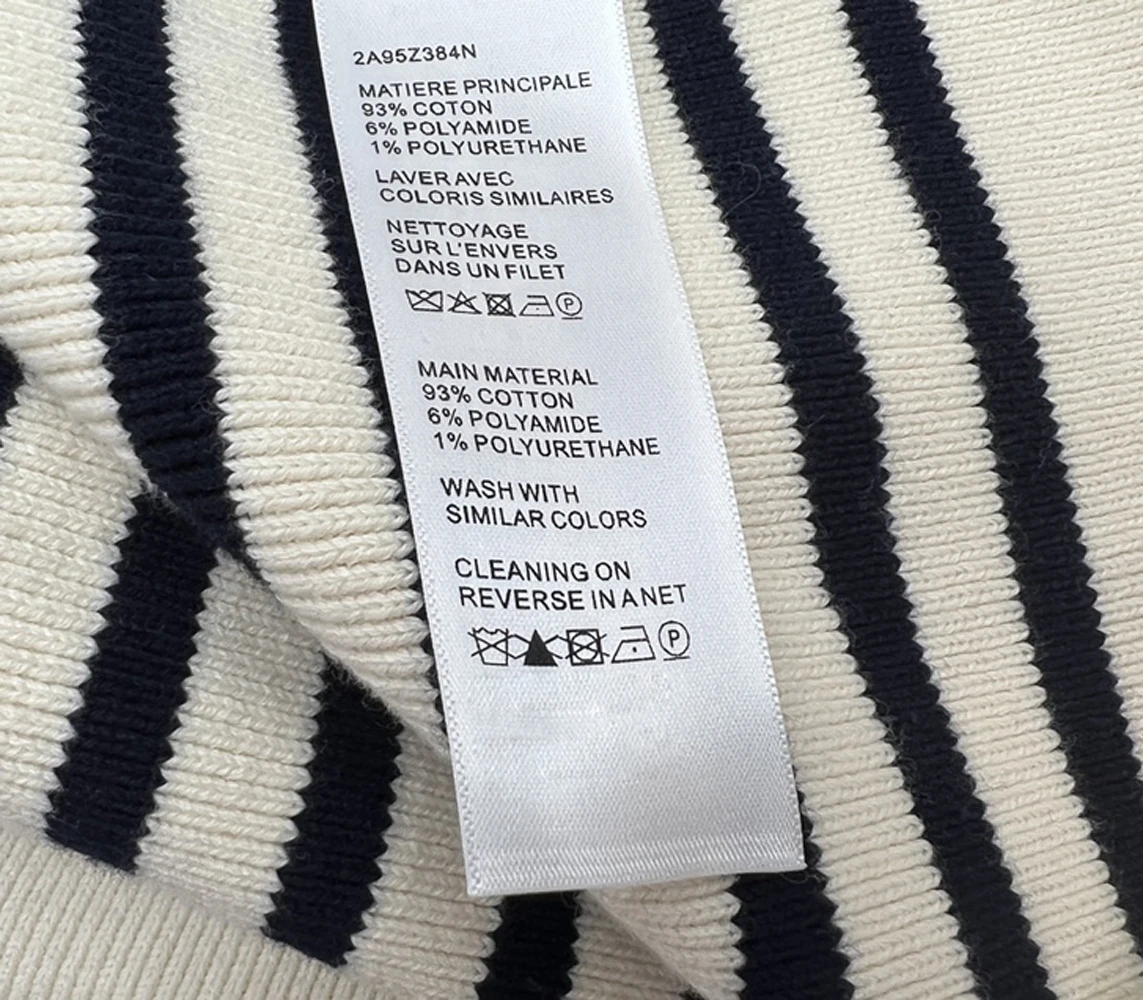 2A95Z384N
MATIERE PRINCIPALE
93% COTON
6% POLYAMIDE
1% POLYURETHANE
LAVER AVEC
COLORIS SIMILAIRES
NETTOYAGE
SUR L'ENVERS
DANS UN FILET
P
MAIN MATERIAL
93% COTTON
6% POLYAMIDE
1% POLYURETHANE
WASH WITH
SIMILAR COLORS
CLEANING ON
REVERSE IN A NET
P